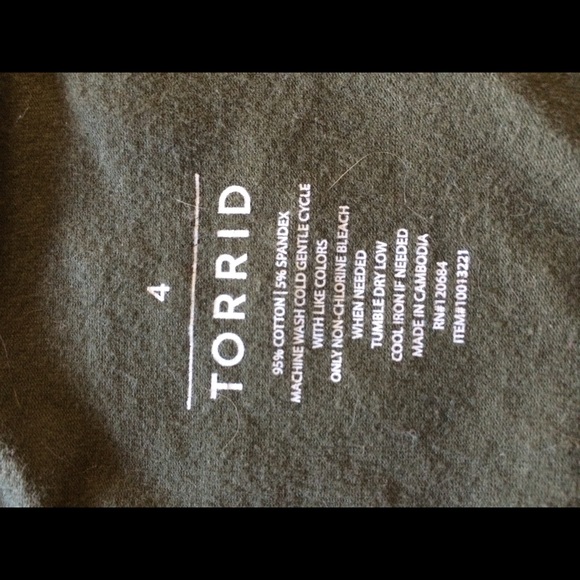 4
TORRID
95% COTTON | 5% SPANDEX
MACHINE WASH COLD GENTLE CYCLE
WITH LIKE COLORS
ONLY NON-CHLORINE BLEACH
WHEN NEEDED
TUMBLE DRY LOW
COOL IRON IF NEEDED
MADE IN CAMBODIA
RN#120684
ITEM#10013221